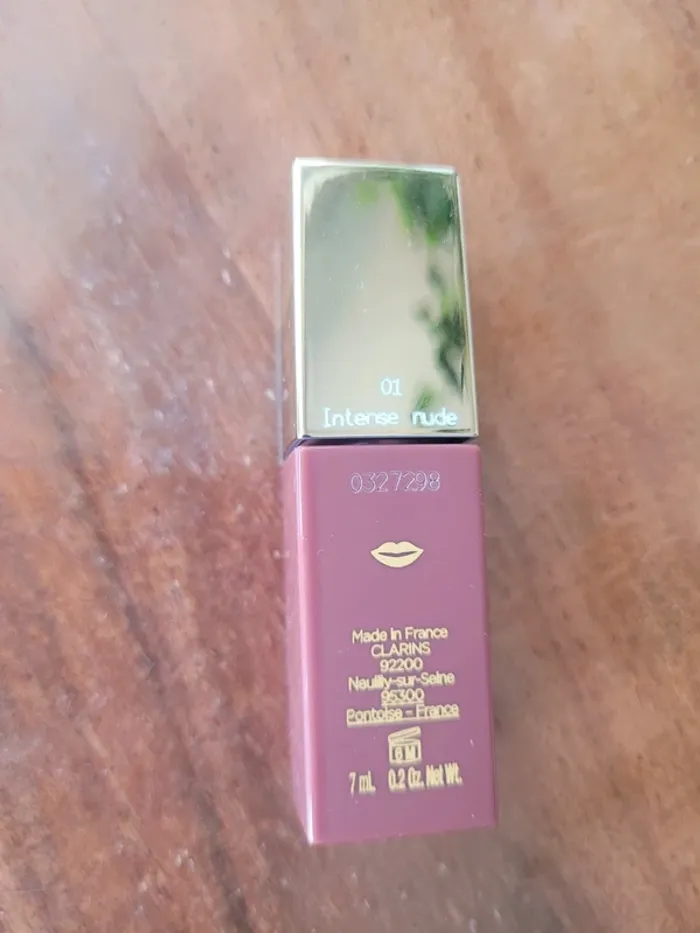 01
Intense nude
0327298
Made in France
CLARINS
92200
Neuilly-sur-Seine
95300
Pontoise - France
6 M
7 ml. 0.2 Oz. Net Wt.